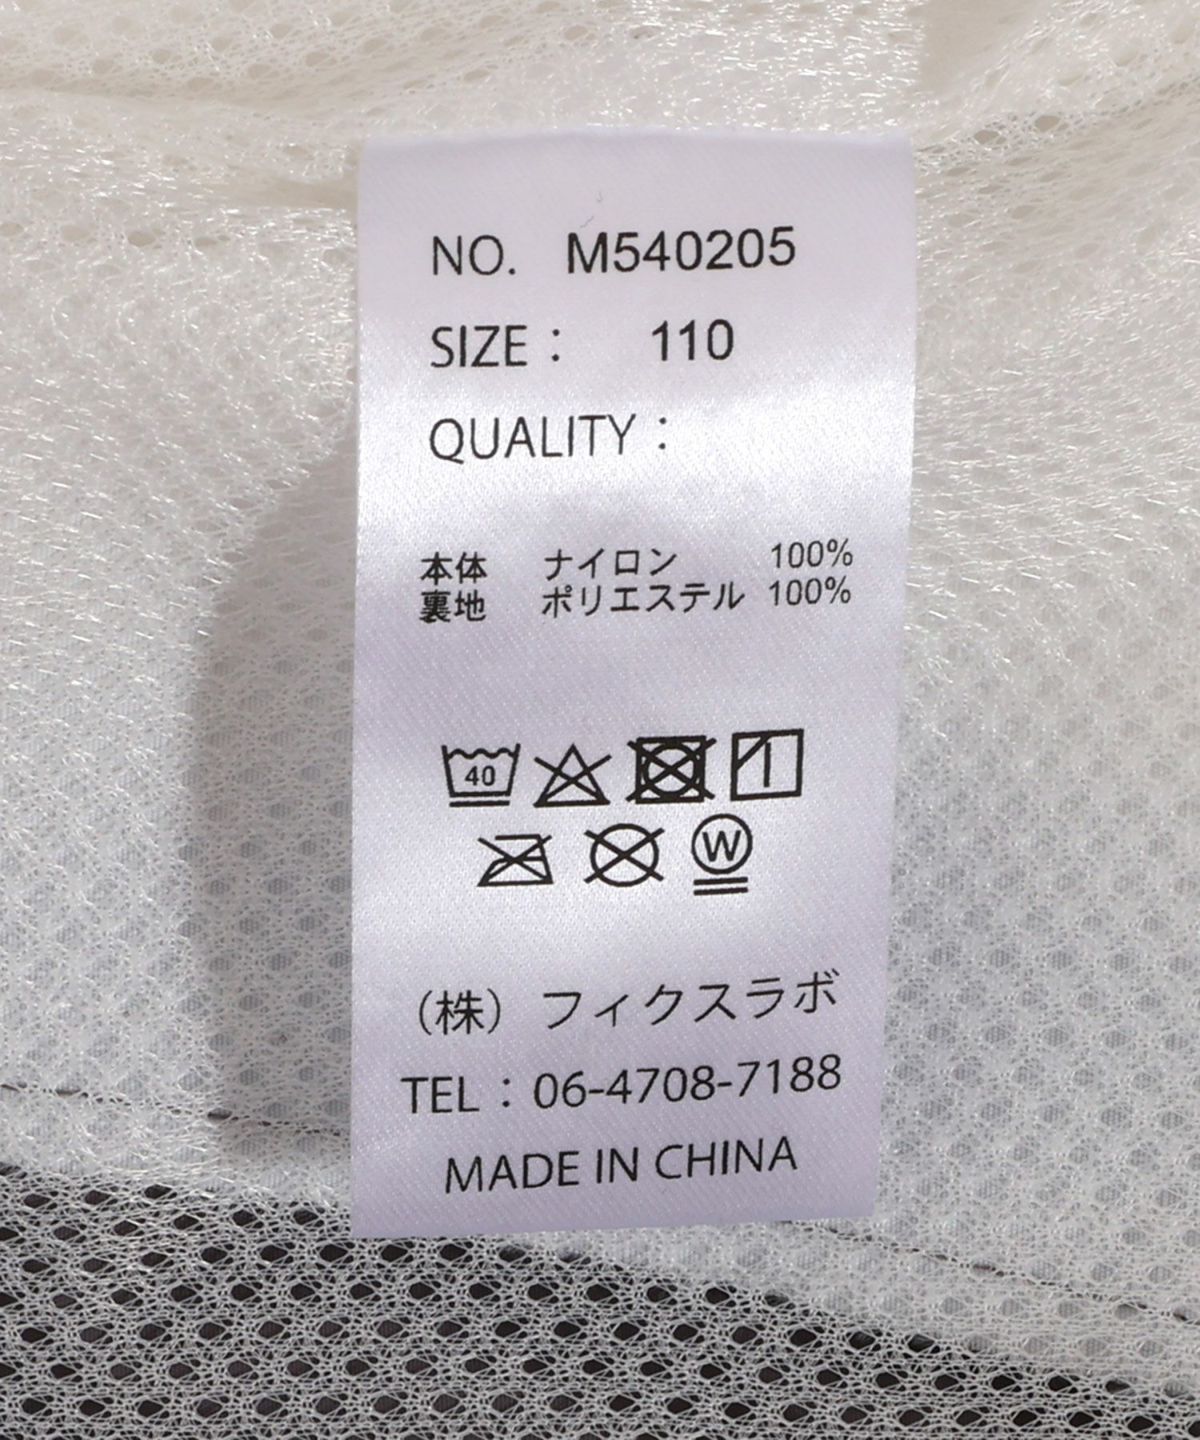 NO. M540205
SIZE： 110
QUALITY：
本体 ナイロン 100%
裏地 ポリエステル 100%
40
W
（株）フィクスラボ
TEL：06-4708-7188
MADE IN CHINA